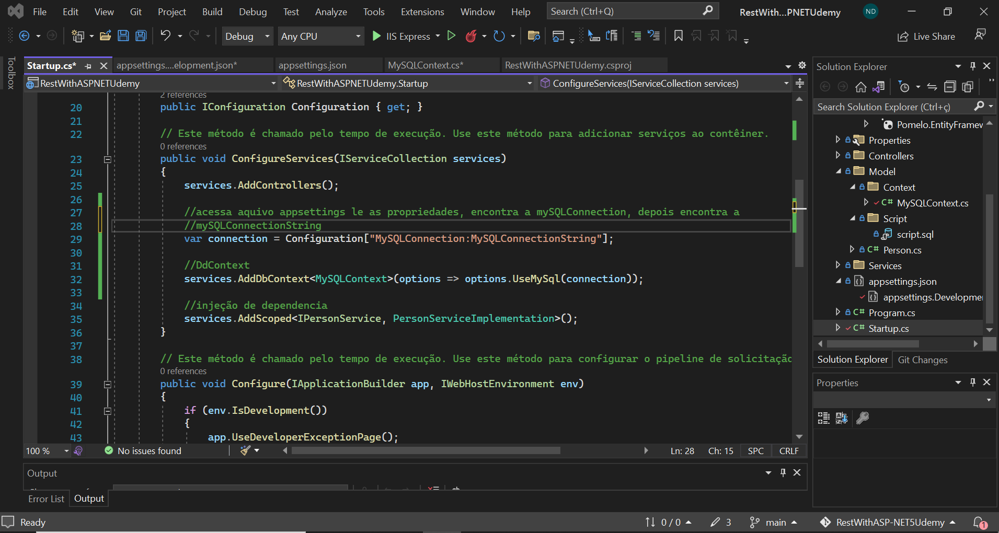 File Edit View Git Project Build Debug Test Analyze Tools Extensions Window Help Search (Ctrl+Q) RestWith...PNETUdemy ND
Debug Any CPU IIS Express Live Share
Toolbox
Startup.cs* appsettings....elopment.json* appsettings.json MySQLContext.cs* RestWithASPNETUdemy.csproj
RestWithASPNETUdemy RestWithASPNETUdemy.Startup ConfigureServices(IServiceCollection services)
2 references
20 public IConfiguration Configuration { get; }
21
22 // Este método é chamado pelo tempo de execução. Use este método para adicionar serviços ao contêiner.
0 references
23 public void ConfigureServices(IServiceCollection services)
24 {
25 services.AddControllers();
26
27 //acessa aquivo appsettings le as propriedades, encontra a mySQLConnection, depois encontra a
28 //mySQLConnectionString
29 var connection = Configuration["MySQLConnection:MySQLConnectionString"];
30
31 //DdContext
32 services.AddDbContext<MySQLContext>(options => options.UseMySql(connection));
33
34 //injeção de dependencia
35 services.AddScoped<IPersonService, PersonServiceImplementation>();
36 }
37
38 // Este método é chamado pelo tempo de execução. Use este método para configurar o pipeline de solicitação
0 references
39 public void Configure(IApplicationBuilder app, IWebHostEnvironment env)
40 {
41 if (env.IsDevelopment())
42 {
43 app.UseDeveloperExceptionPage();
100 % No issues found Ln: 28 Ch: 15 SPC CRLF
Output
Error List Output
Solution Explorer
Search Solution Explorer (Ctrl+ç)
Pomelo.EntityFramew
Properties
Controllers
Model
Context
C# MySQLContext.cs
Script
script.sql
C# Person.cs
Services
appsettings.json
appsettings.Developme
C# Program.cs
C# Startup.cs
Solution Explorer Git Changes
Properties
Ready 0 / 0 3 main RestWithASP-NET5Udemy 1